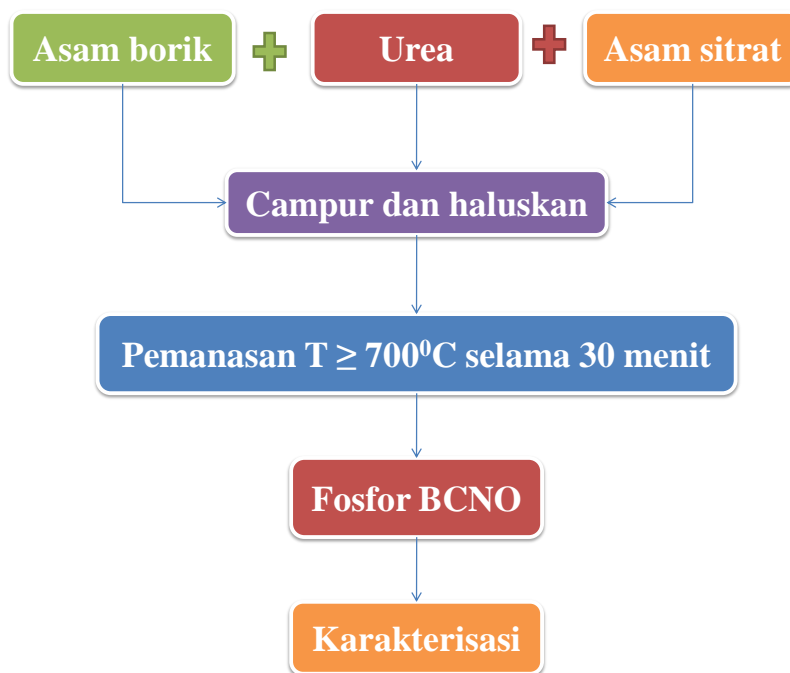 Asam borik
Urea
Asam sitrat
Campur dan haluskan
Pemanasan T ≥ 700⁰C selama 30 menit
Fosfor BCNO
Karakterisasi